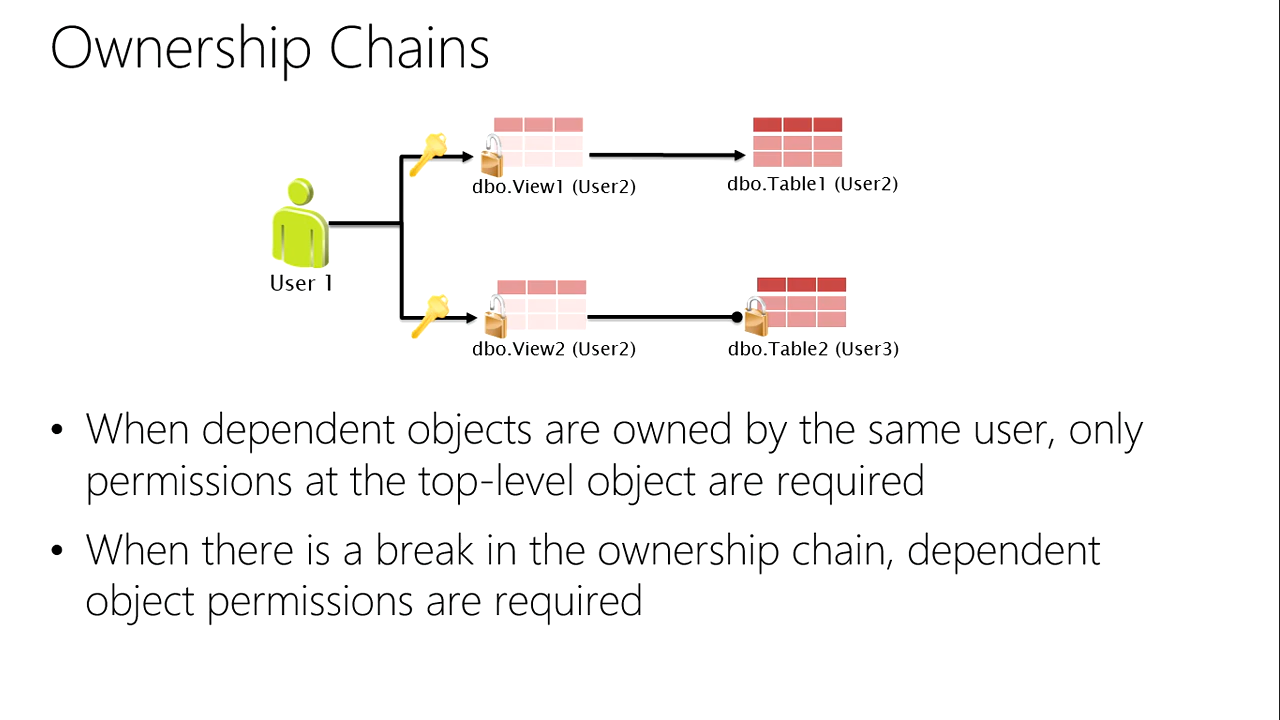 Ownership Chains
dbo.View1 (User2)
dbo.Table1 (User2)
User 1
dbo.View2 (User2)
dbo.Table2 (User3)
• When dependent objects are owned by the same user, only
permissions at the top-level object are required
• When there is a break in the ownership chain, dependent
object permissions are required